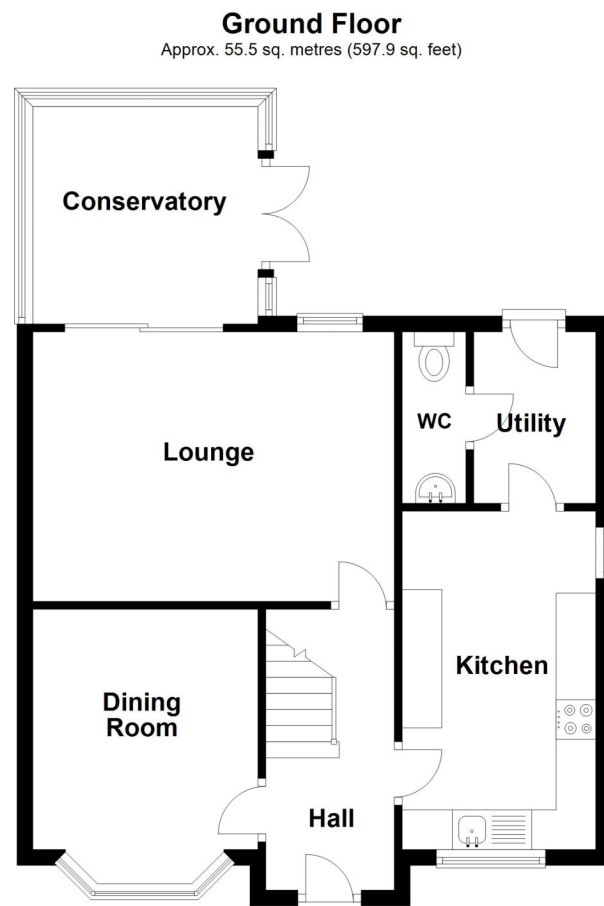 Ground Floor
Approx. 55.5 sq. metres (597.9 sq. feet)
Conservatory
Lounge
WC
Utility
Kitchen
Dining
Room
Hall